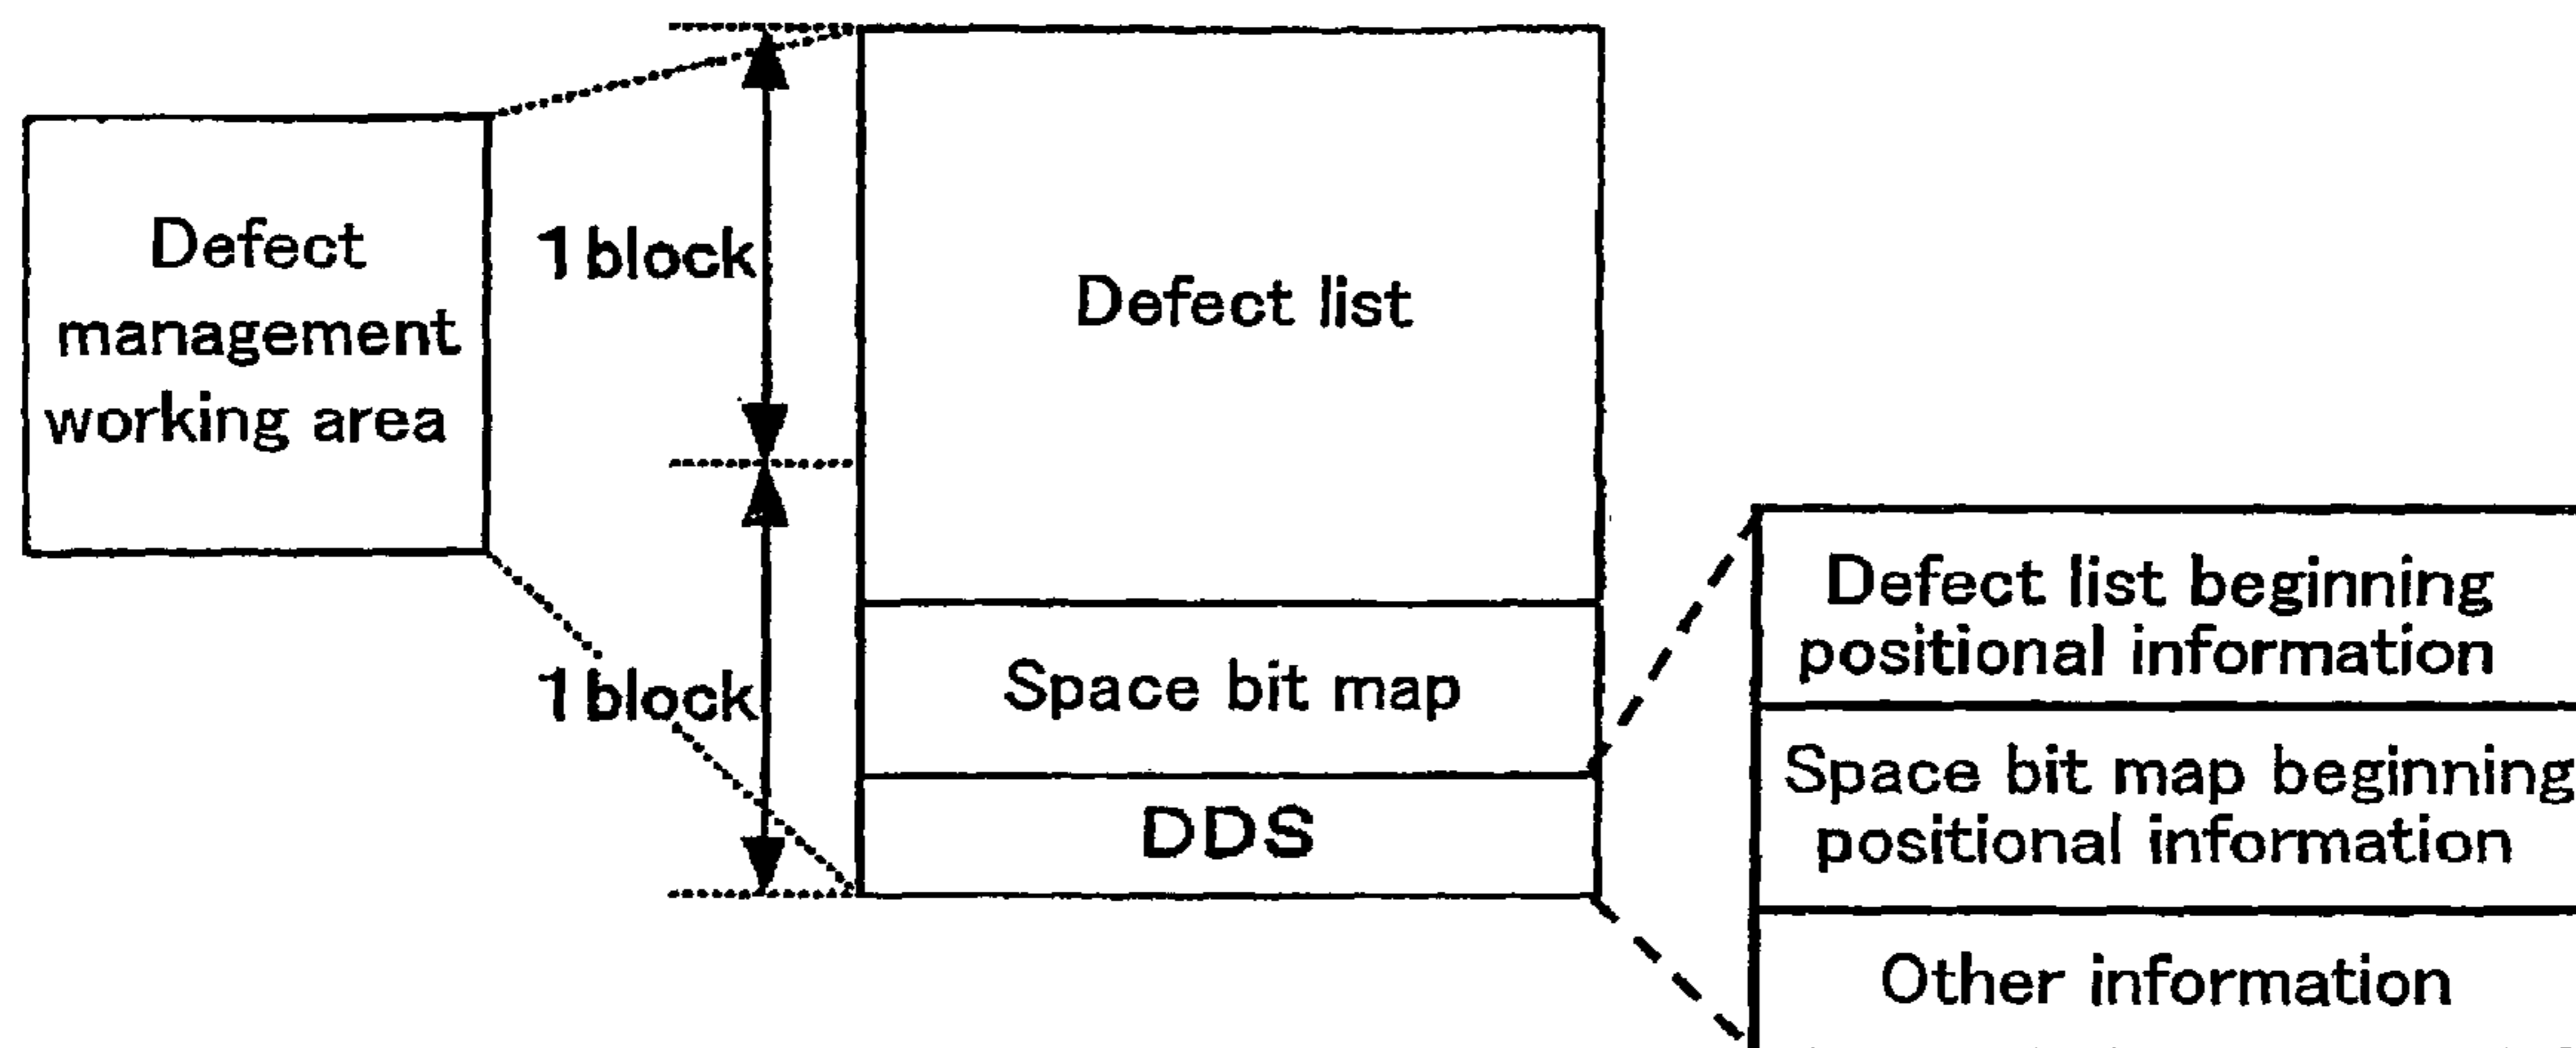 Defect
management
working area
1 block
1 block
Defect list
Space bit map
DDS
Defect list beginning
positional information
Space bit map beginning
positional information
Other information